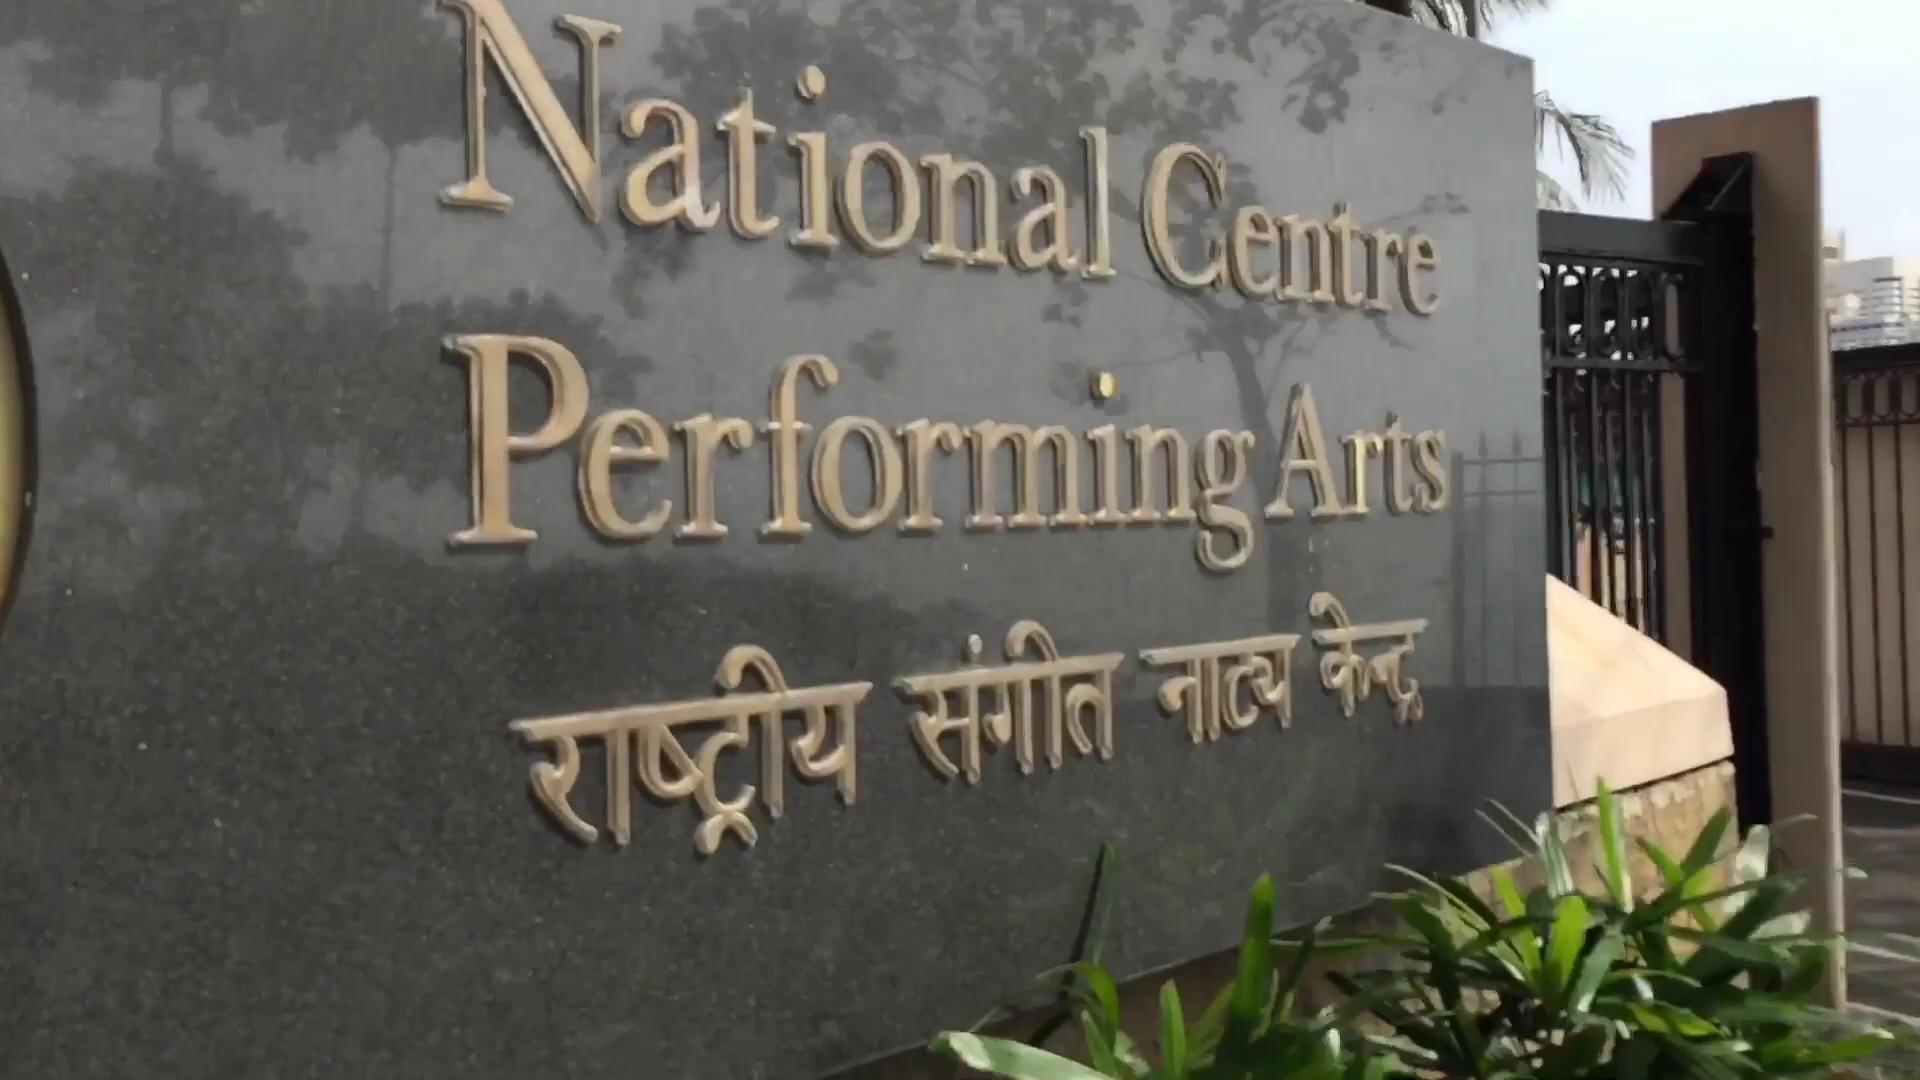 National Centre
Performing Arts
राष्ट्रीय संगीत नाट्य केन्द्र